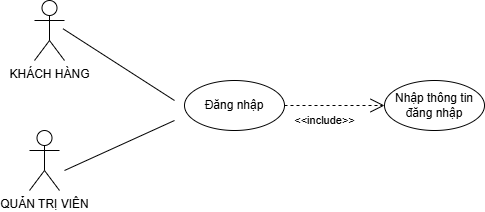 KHÁCH HÀNG
Đăng nhập
<<include>>
Nhập thông tin
đăng nhập
QUẢN TRỊ VIÊN